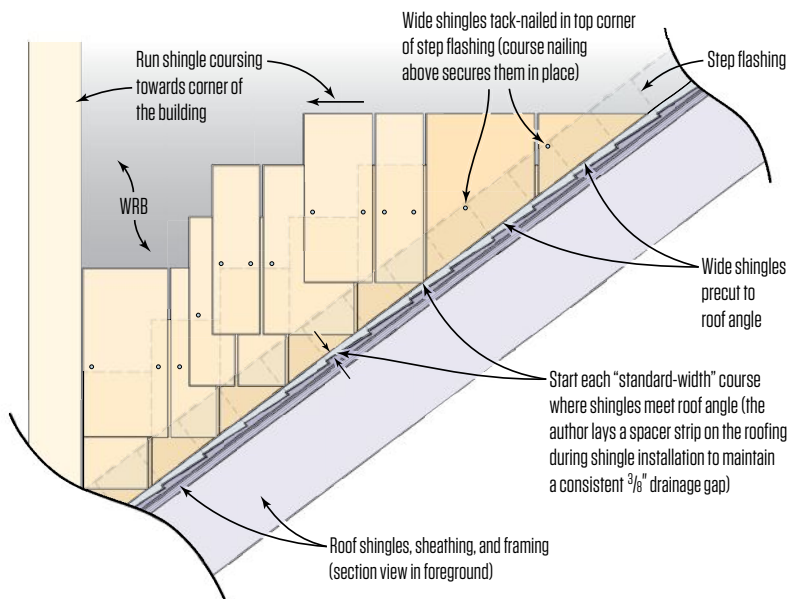 Wide shingles tack-nailed in top corner
of step flashing (course nailing
above secures them in place)
Run shingle coursing
towards corner of
the building
Step flashing
WRB
Wide shingles
precut to
roof angle
Start each “standard-width” course
where shingles meet roof angle (the
author lays a spacer strip on the roofing
during shingle installation to maintain
a consistent 3/8" drainage gap)
Roof shingles, sheathing, and framing
(section view in foreground)